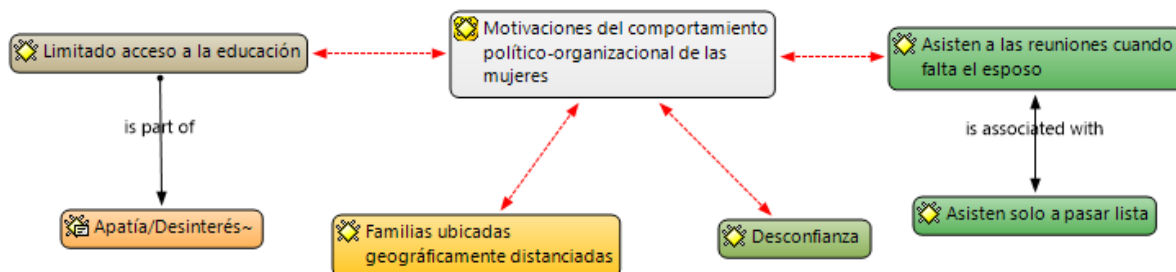 Limitado acceso a la educación
Motivaciones del comportamiento
político-organizacional de las
mujeres
Asisten a las reuniones cuando
falta el esposo
is part of
is associated with
Apatía/Desinterés~
Familias ubicadas
geográficamente distanciadas
Desconfianza
Asisten solo a pasar lista